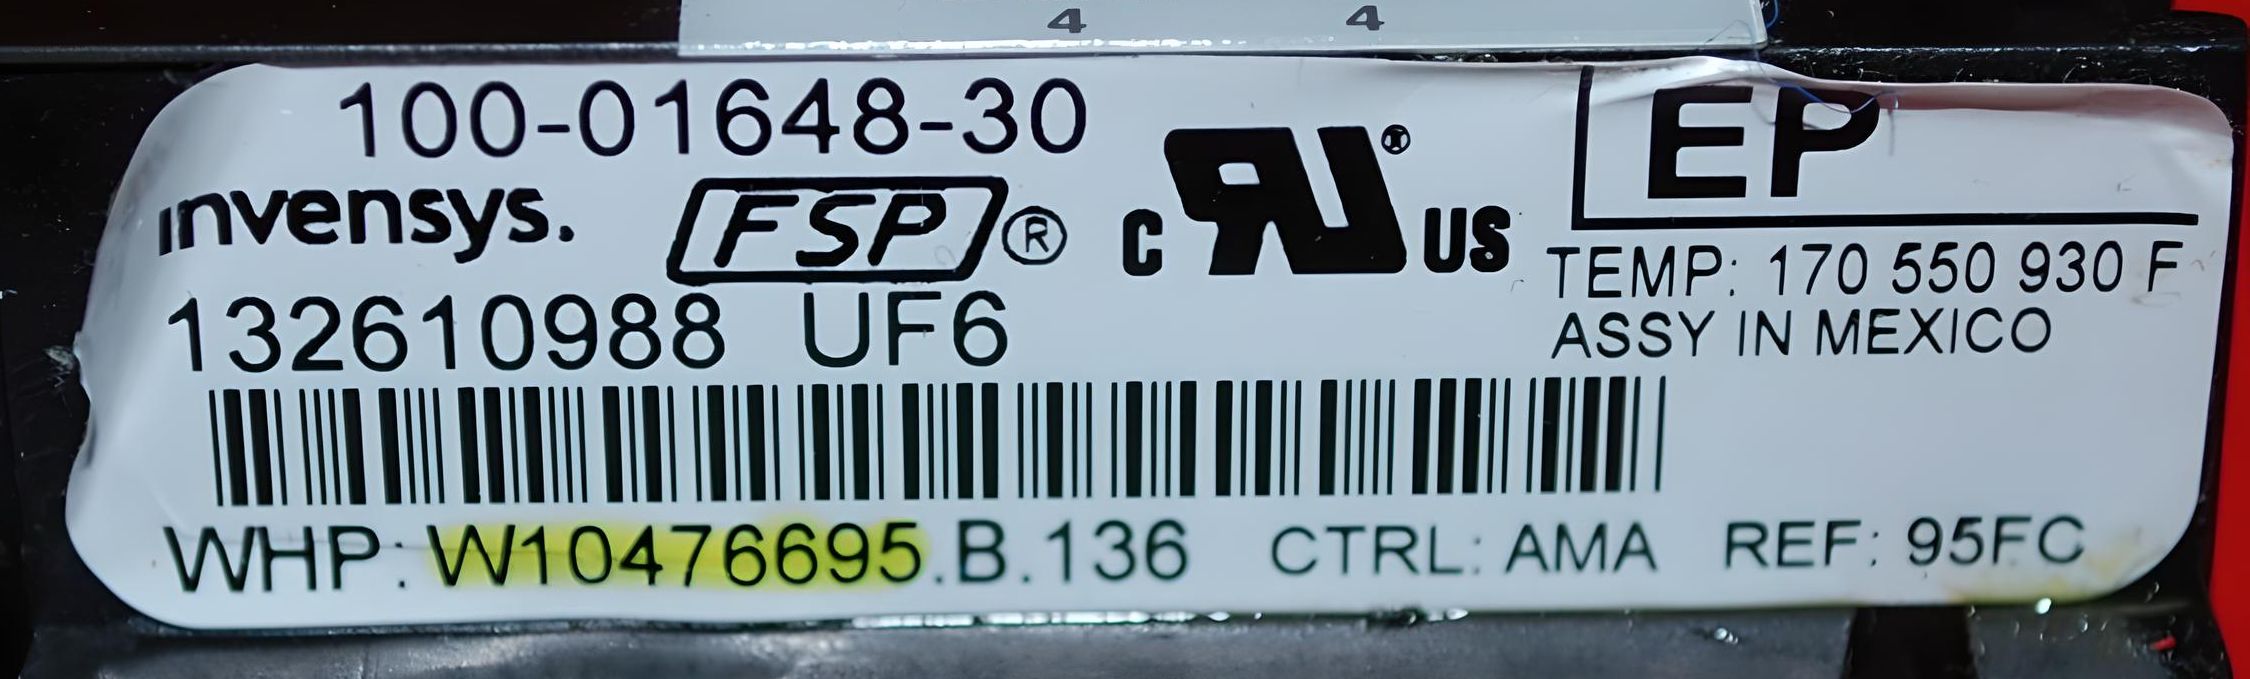 4 4
100-01648-30
invensys. FSP® c RU® US EP
TEMP: 170 550 930 F
132610988 UF6
ASSY IN MEXICO
WHP: W10476695.B.136 CTRL: AMA REF: 95FC